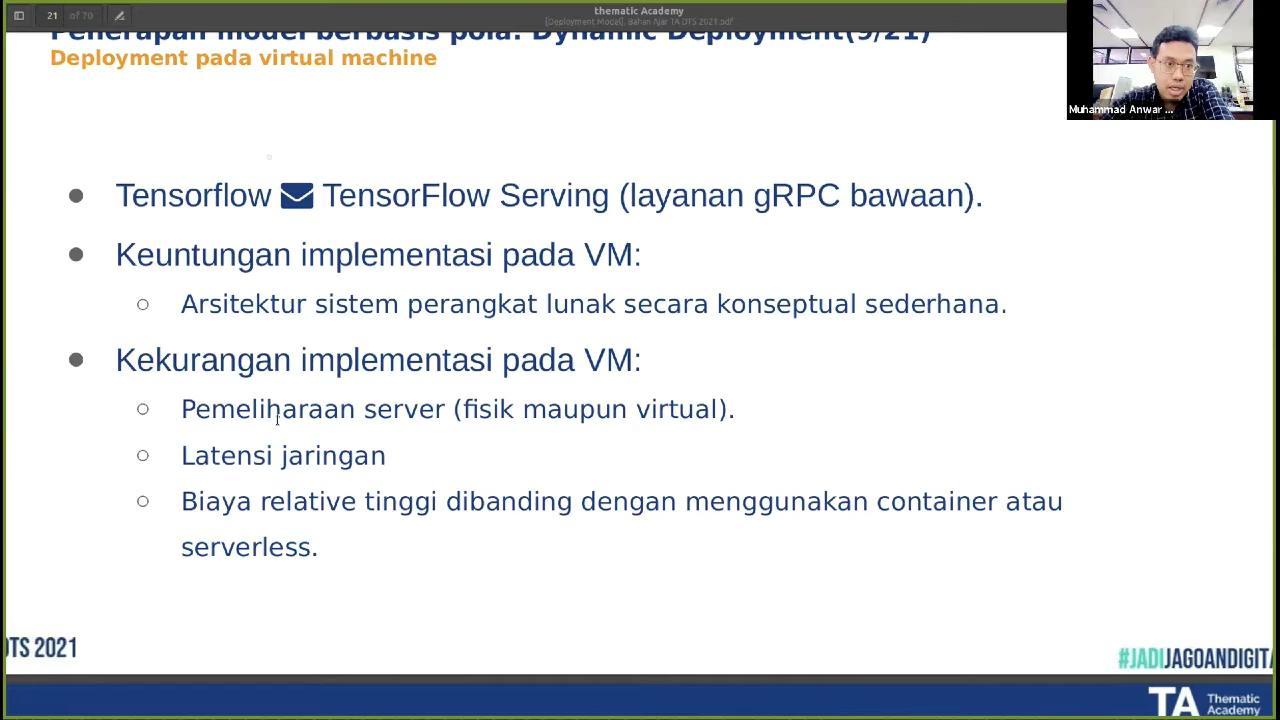 21 of 70
thematic Academy
[Deployment Model]. Bahan Ajar TA DTS 2021.pdf
Penerapan model berbasis pola: Dynamic Deployment(9/21)
Deployment pada virtual machine
Muhammad Anwar ...
Tensorflow TensorFlow Serving (layanan gRPC bawaan).
Keuntungan implementasi pada VM:
Arsitektur sistem perangkat lunak secara konseptual sederhana.
Kekurangan implementasi pada VM:
Pemeliharaan server (fisik maupun virtual).
Latensi jaringan
Biaya relative tinggi dibanding dengan menggunakan container atau
serverless.
DTS 2021
#JADIJAGOANDIGITA
TA Thematic
Academy